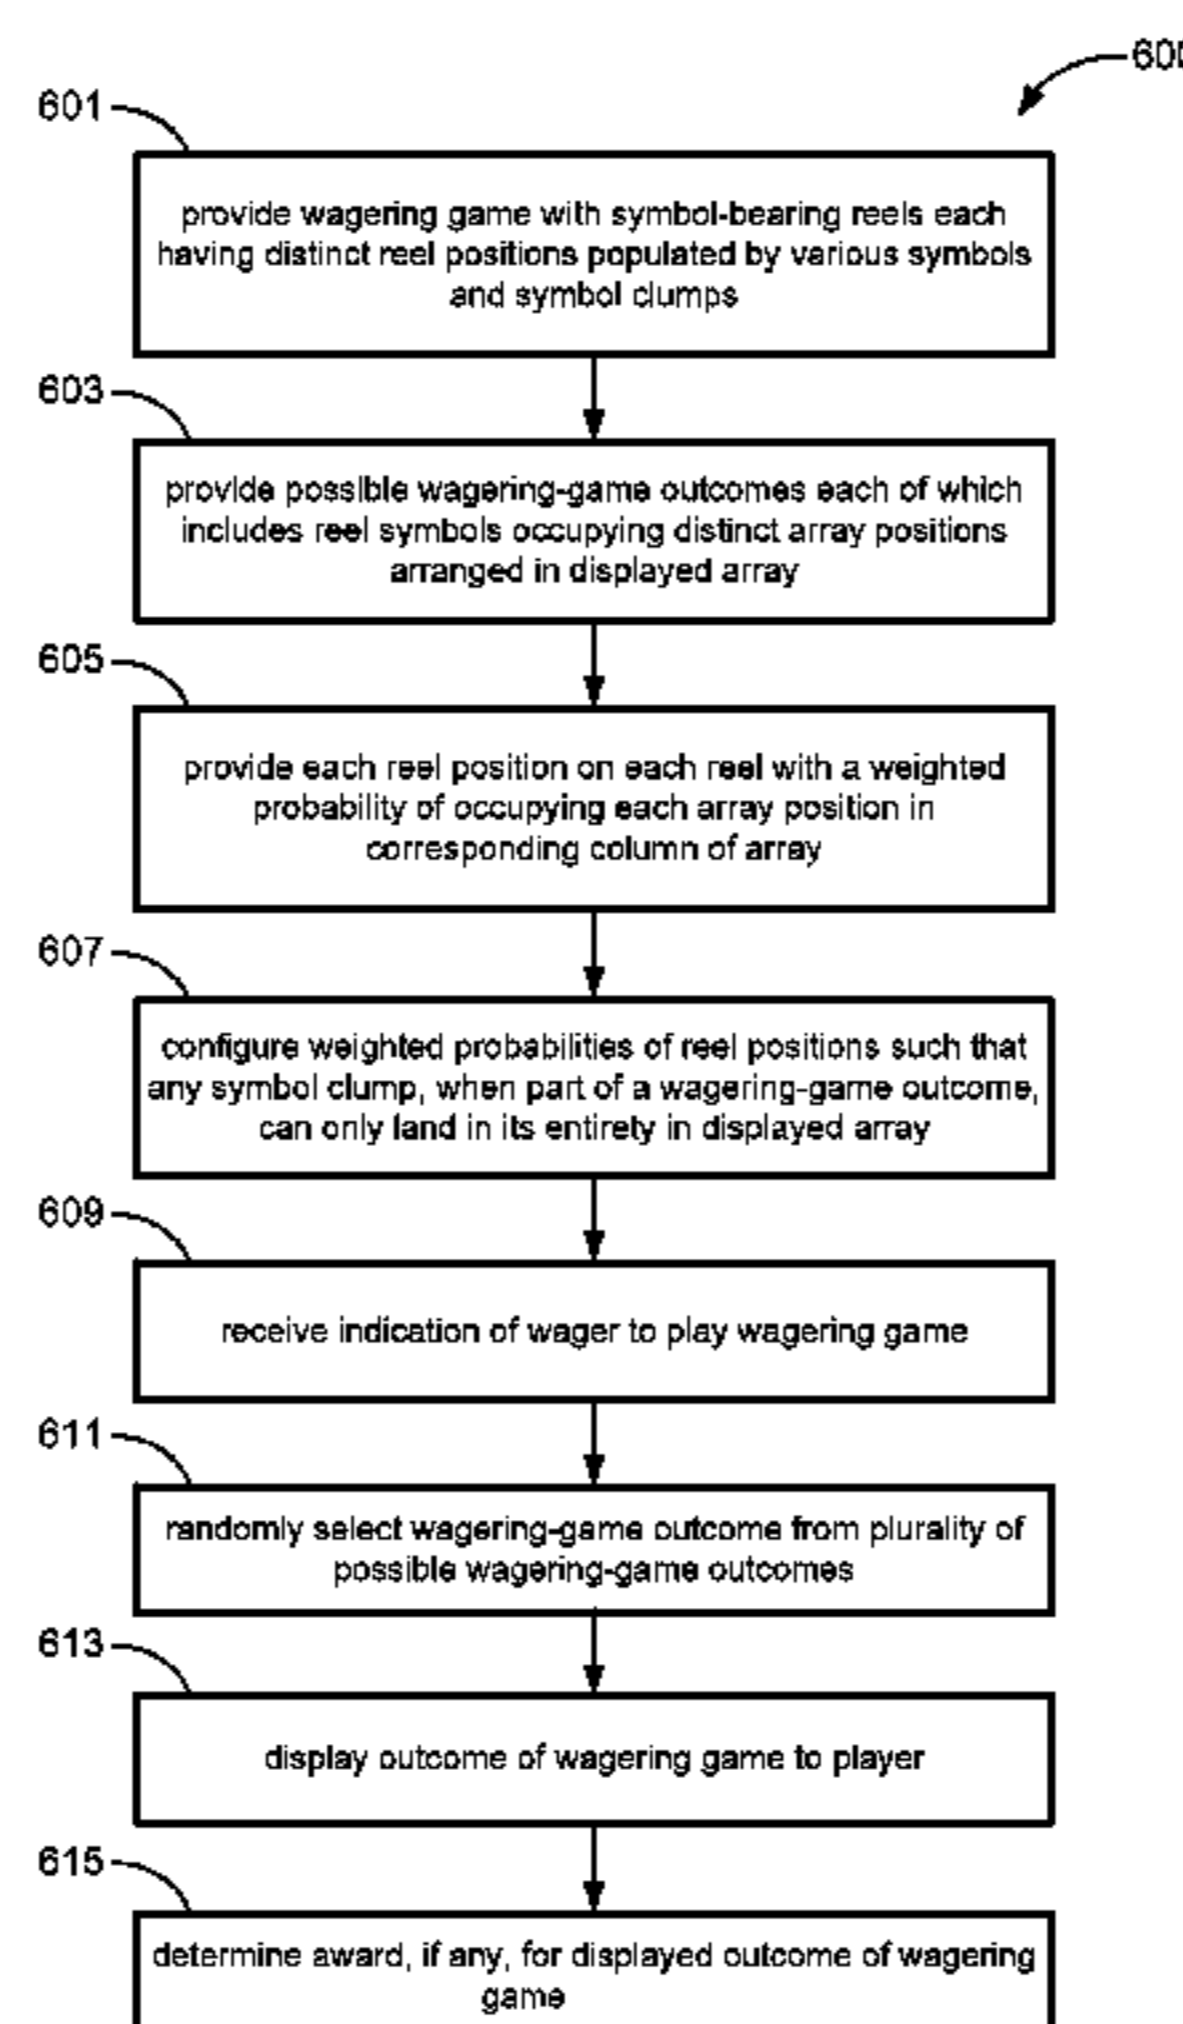 600
601
provide wagering game with symbol-bearing reels each
having distinct reel positions populated by various symbols
and symbol clumps
603
provide possible wagering-game outcomes each of which
includes reel symbols occupying distinct array positions
arranged in displayed array
605
provide each reel position on each reel with a weighted
probability of occupying each array position in
corresponding column of array
607
configure weighted probabilities of reel positions such that
any symbol clump, when part of a wagering-game outcome,
can only land in its entirety in displayed array
609
receive indication of wager to play wagering game
611
randomly select wagering-game outcome from plurality of
possible wagering-game outcomes
613
display outcome of wagering game to player
615
determine award, if any, for displayed outcome of wagering
game